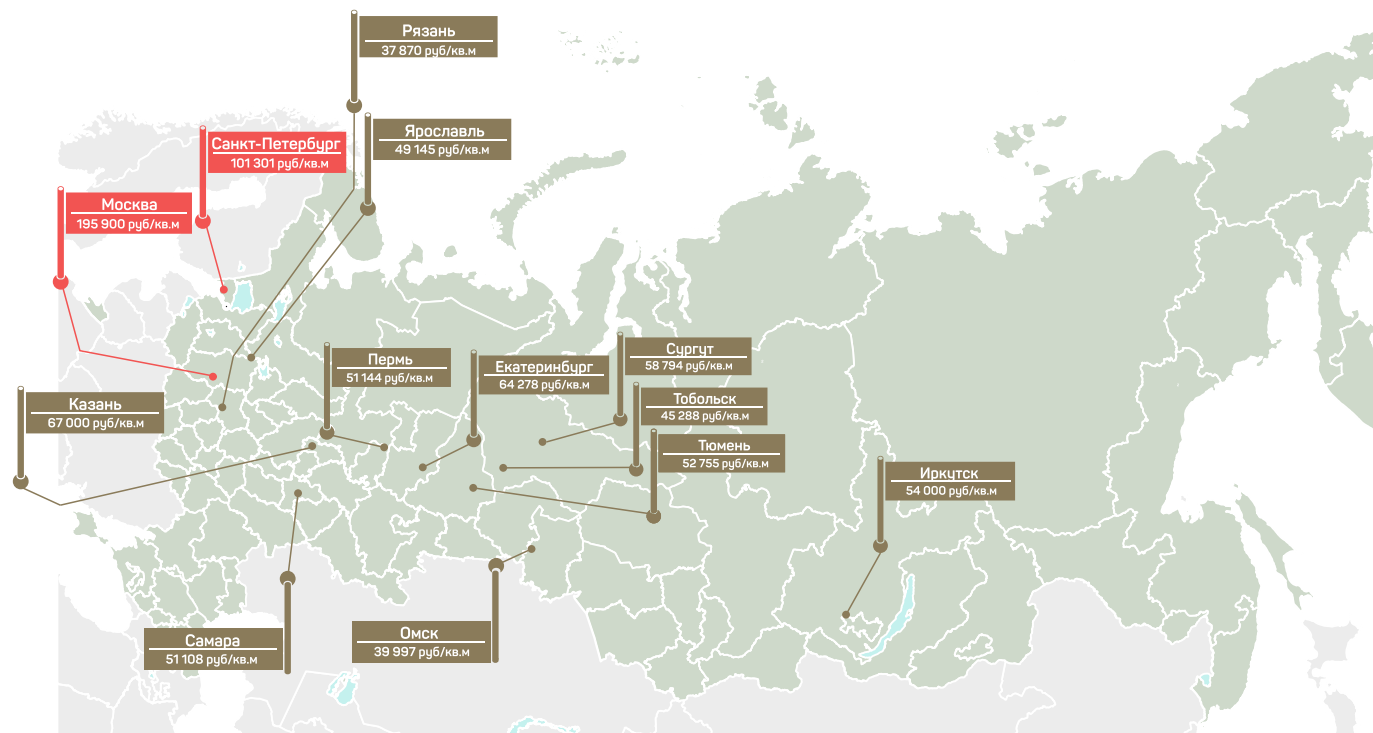 Рязань
37 870 руб/кв.м
Ярославль
49 145 руб/кв.м
Санкт-Петербург
101 301 руб/кв.м
Москва
195 900 руб/кв.м
Пермь
51 144 руб/кв.м
Екатеринбург
64 278 руб/кв.м
Сургут
58 794 руб/кв.м
Тобольск
45 288 руб/кв.м
Казань
67 000 руб/кв.м
Тюмень
52 755 руб/кв.м
Иркутск
54 000 руб/кв.м
Самара
51 108 руб/кв.м
Омск
39 997 руб/кв.м